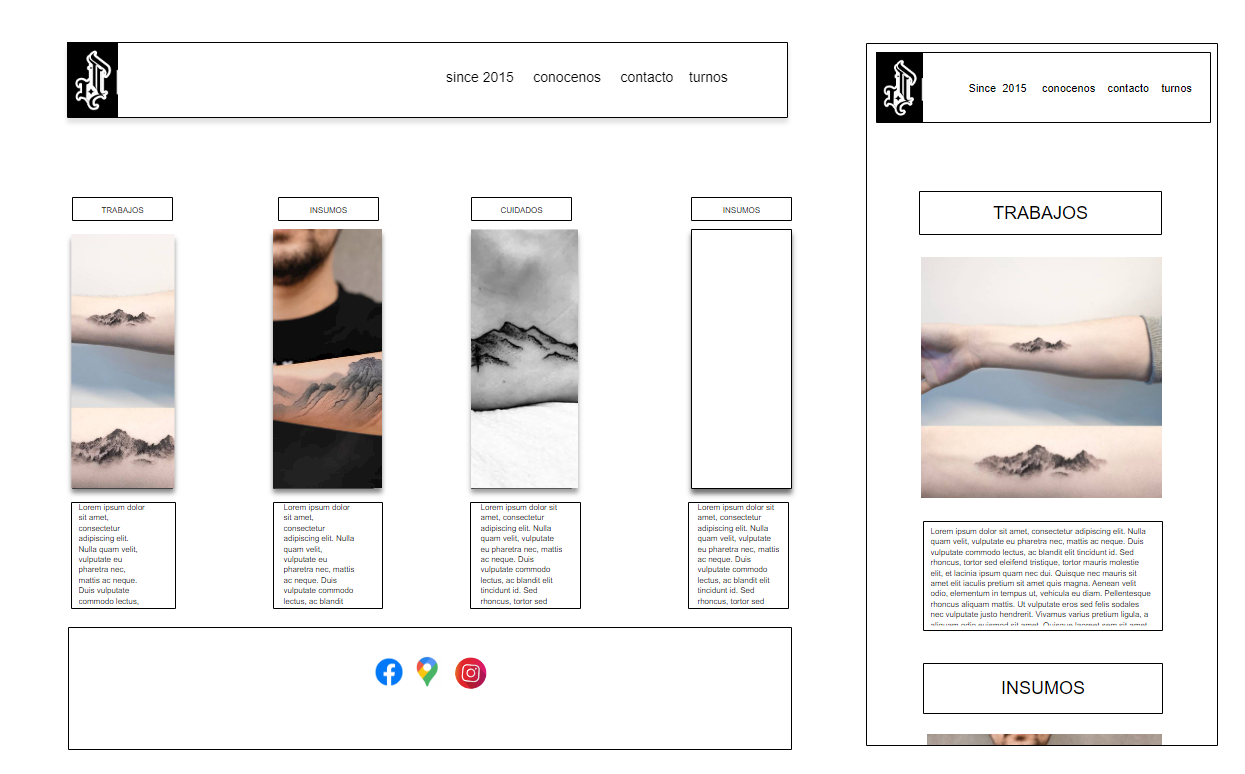 since 2015 conocenos contacto turnos
TRABAJOS
INSUMOS
CUIDADOS
INSUMOS
Lorem ipsum dolor
sit amet,
consectetur
adipiscing elit.
Nulla quam velit,
vulputate eu
pharetra nec,
mattis ac neque.
Duis vulputate
commodo lectus,
Lorem ipsum dolor
sit amet,
consectetur
adipiscing elit. Nulla
quam velit,
vulputate eu
pharetra nec, mattis
ac neque. Duis
vulputate commodo
lectus, ac blandit
Lorem ipsum dolor sit
amet, consectetur
adipiscing elit. Nulla
quam velit, vulputate
eu pharetra nec, mattis
ac neque. Duis
vulputate commodo
lectus, ac blandit elit
tincidunt id. Sed
rhoncus, tortor sed
Lorem ipsum dolor sit
amet, consectetur
adipiscing elit. Nulla
quam velit, vulputate
eu pharetra nec, mattis
ac neque. Duis
vulputate commodo
lectus, ac blandit elit
tincidunt id. Sed
rhoncus, tortor sed
Since 2015 conocenos contacto turnos
TRABAJOS
Lorem ipsum dolor sit amet, consectetur adipiscing elit. Nulla
quam velit, vulputate eu pharetra nec, mattis ac neque. Duis
vulputate commodo lectus, ac blandit elit tincidunt id. Sed
rhoncus, tortor sed eleifend tristique, tortor mauris molestie
elit, et lacinia ipsum quam nec dui. Quisque nec mauris sit
amet elit iaculis pretium sit amet quis magna. Aenean velit
odio, elementum in tempus ut, vehicula eu diam. Pellentesque
rhoncus aliquam mattis. Ut vulputate eros sed felis sodales
nec vulputate justo hendrerit. Vivamus varius pretium ligula, a
aliquam odio euismod sit amet. Quisque laoreet sem sit amet
INSUMOS